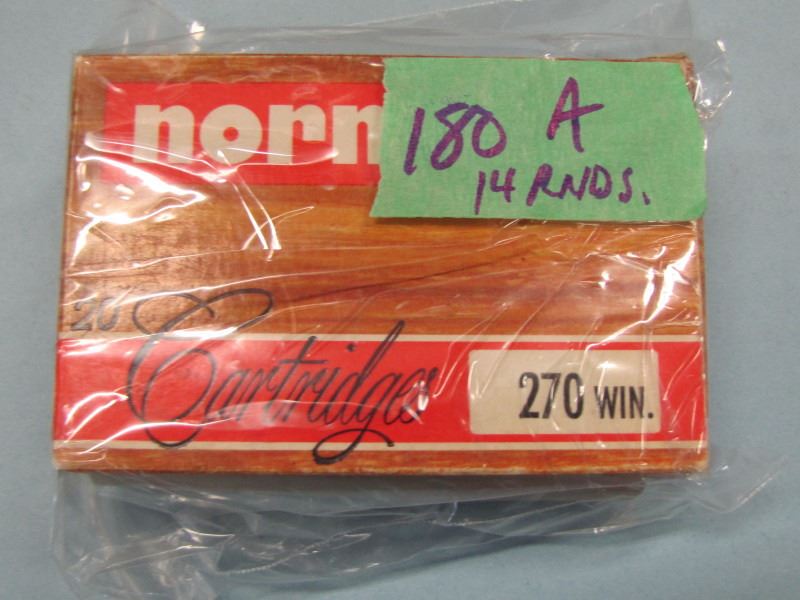 norm
180 A
14 RNDS.
20 Cartridges
270 WIN.